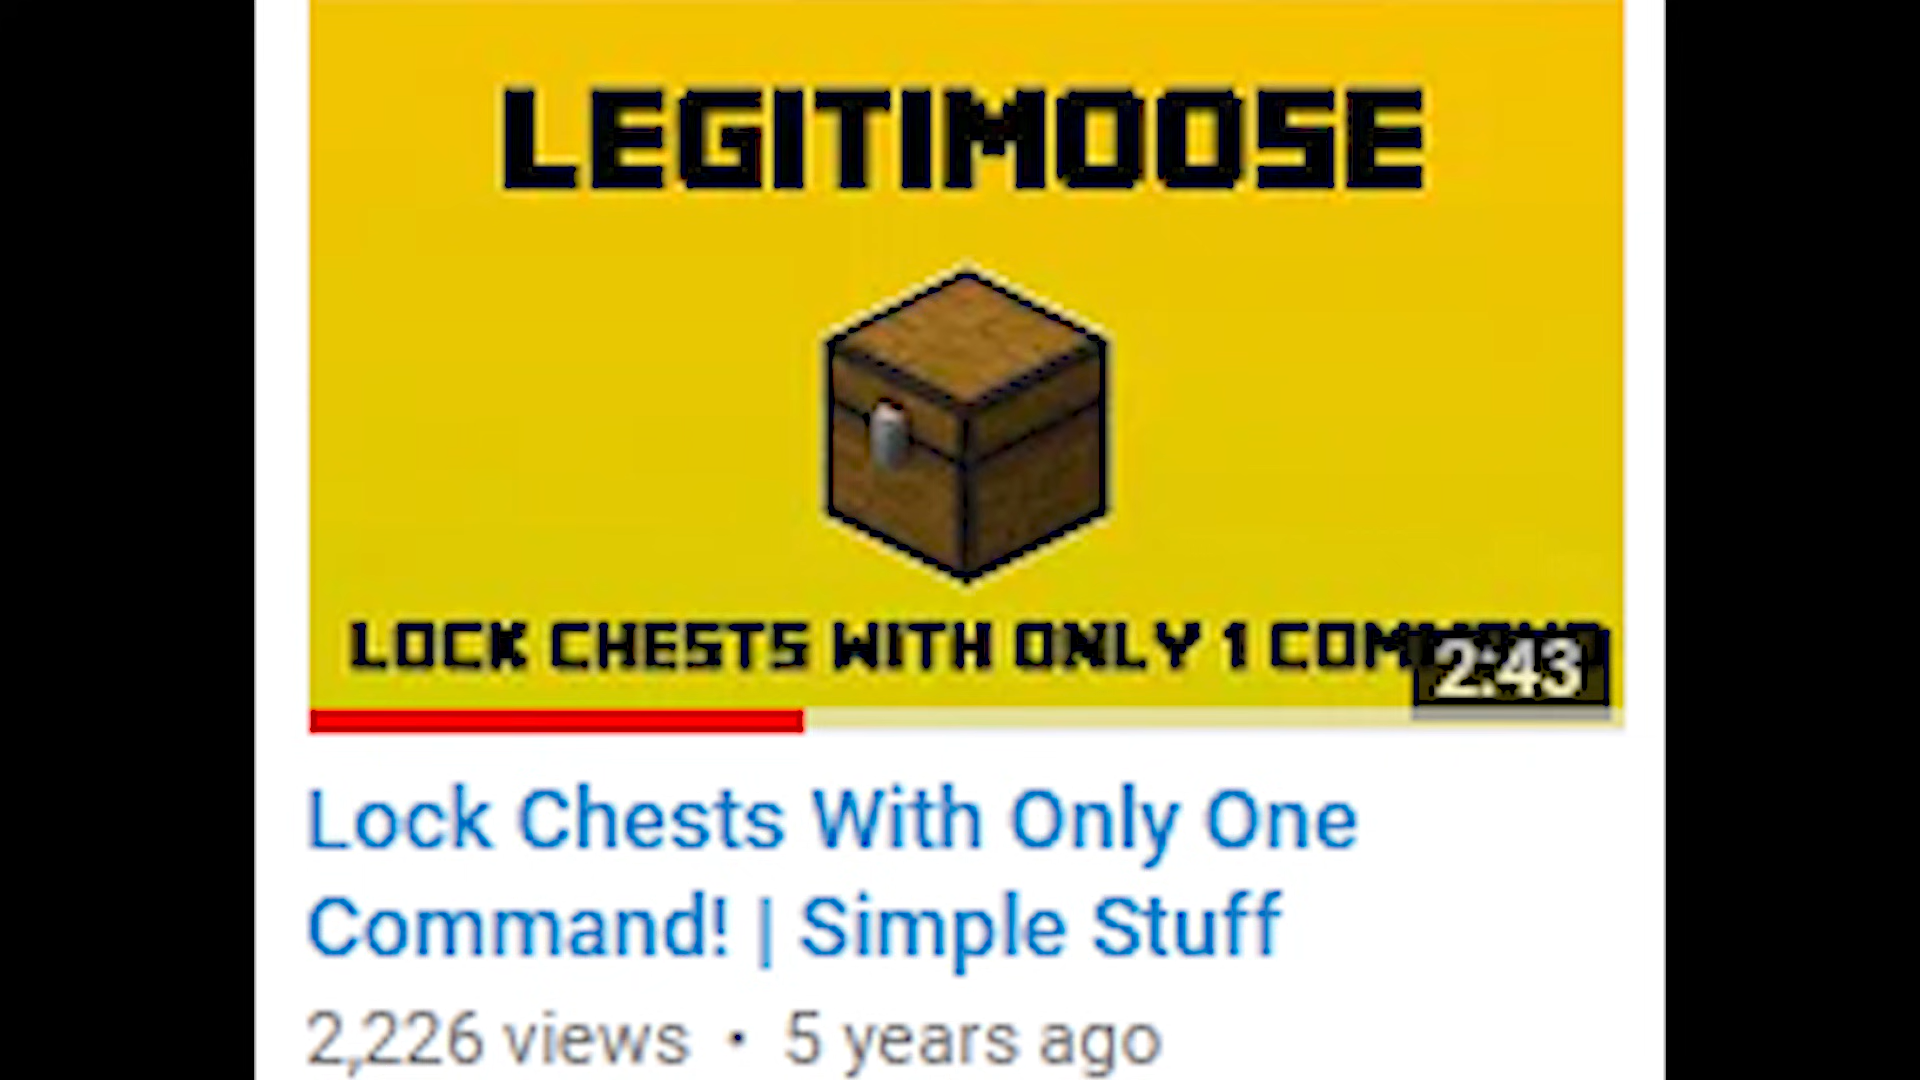 LEGITIMOOSE
LOCK CHESTS WITH ONLY 1 COMMAND
2:43
Lock Chests With Only One
Command! | Simple Stuff
2,226 views • 5 years ago